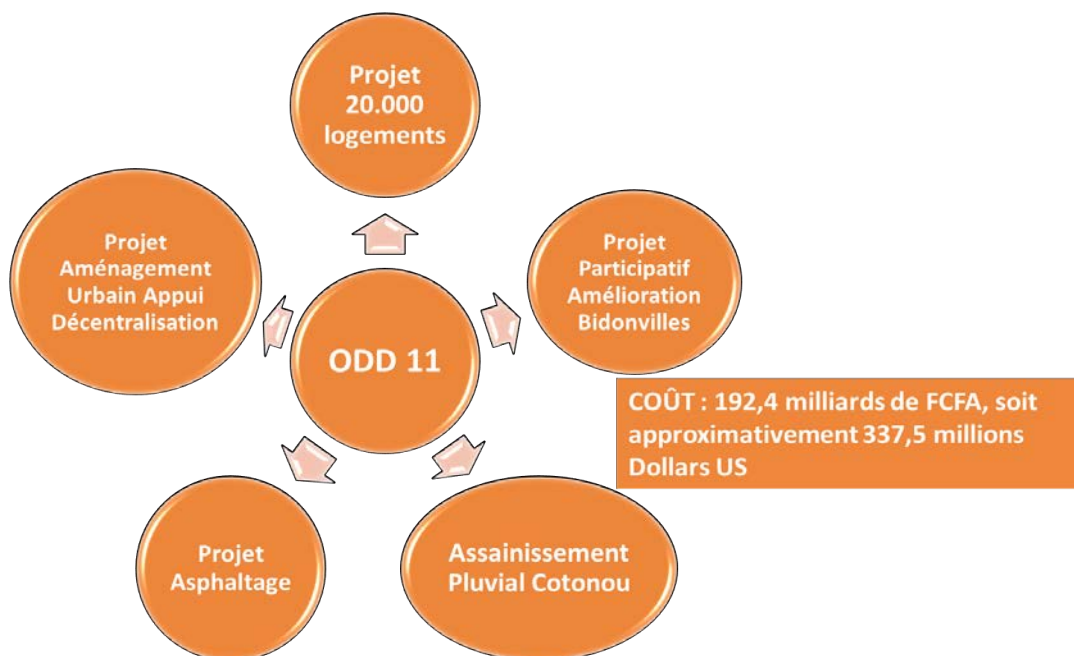 Projet
20.000
logements
Projet
Aménagement
Urbain Appui
Décentralisation
Projet
Participatif
Amélioration
Bidonvilles
ODD 11
COÛT : 192,4 milliards de FCFA, soit
approximativement 337,5 millions
Dollars US
Projet
Asphaltage
Assainissement
Pluvial Cotonou